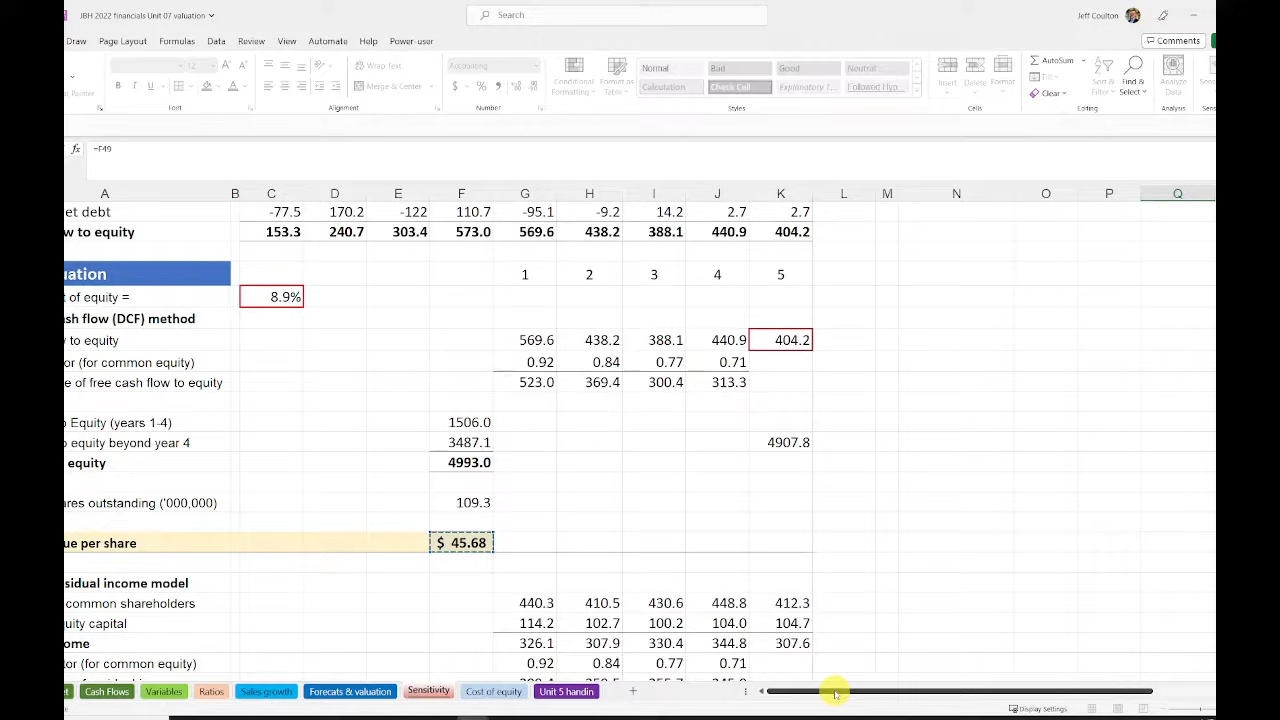 JBH 2022 financials Unit 07 valuation
Search
Jeff Coulton
Draw Page Layout Formulas Data Review View Automate Help Power-user
Comments
Wrap Text
Accounting
Conditional Formatting
Format as Table
Normal Bad Good Neutral
Calculation Check Cell Explanatory T... Followed Hyp...
Insert Delete Format
AutoSum
Fill
Clear
Sort & Filter
Find & Select
Analyze Data
Merge & Center
Painter
Font Alignment Number Styles Cells Editing Analysis Sens
fx =F49
A B C D E F G H I J K L M N O P Q
et debt -77.5 170.2 -122 110.7 -95.1 -9.2 14.2 2.7 2.7
w to equity 153.3 240.7 303.4 573.0 569.6 438.2 388.1 440.9 404.2
uation 1 2 3 4 5
t of equity = 8.9%
ash flow (DCF) method
y to equity 569.6 438.2 388.1 440.9 404.2
or (for common equity) 0.92 0.84 0.77 0.71
e of free cash flow to equity 523.0 369.4 300.4 313.3
o Equity (years 1-4) 1506.0
o equity beyond year 4 3487.1 4907.8
equity 4993.0
ares outstanding ('000,000) 109.3
ue per share $ 45.68
sidual income model
common shareholders 440.3 410.5 430.6 448.8 412.3
quity capital 114.2 102.7 100.2 104.0 104.7
ome 326.1 307.9 330.4 344.8 307.6
or (for common equity) 0.92 0.84 0.77 0.71
et Cash Flows Variables Ratios Sales growth Forecats & valuation Sensitivity Cost of equity Unit 5 handin
Display Settings